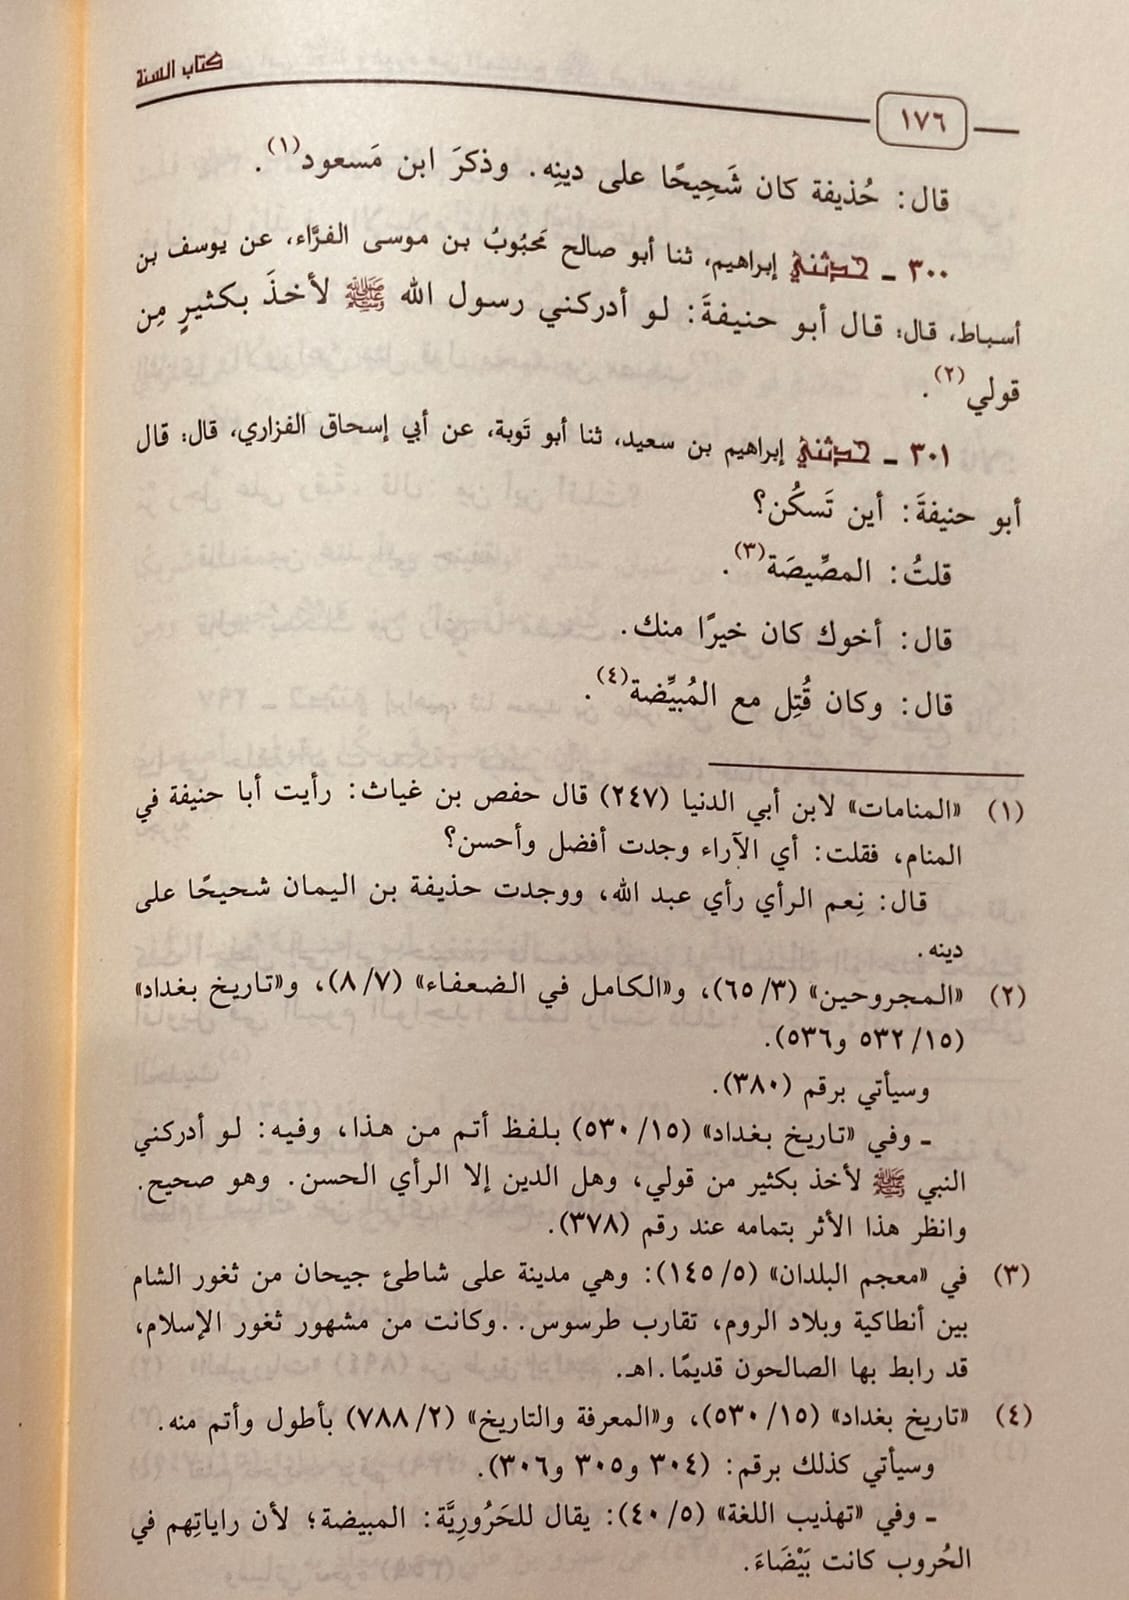 كتاب السنة
١٧٦
قال: حُذيفة كان شَحِيحًا على دينِه. وذكرَ ابن مَسعود(١).
٣٠٠ ـ حدثني إبراهيم، ثنا أبو صالح مَحبُوبُ بن موسى الفرَّاء، عن يوسف بن
أسباط، قال: قال أبو حنيفةَ: لو أدركني رسول الله ﷺ لأخذَ بكثيرٍ مِن
قولي(٢).
٣٠١ ـ حدثني إبراهيم بن سعيد، ثنا أبو تَوبة، عن أبي إسحاق الفزاري، قال: قال
أبو حنيفةَ: أين تَسكُن؟
قلتُ: المصِّيصَة(٣).
قال: أخوك كان خيرًا منك.
قال: وكان قُتِل مع المُبيِّضة(٤).
(١) «المنامات» لابن أبي الدنيا (٢٤٧) قال حفص بن غياث: رأيت أبا حنيفة في
المنام، فقلت: أي الآراء وجدت أفضل وأحسن؟
قال: نِعم الرأي رأي عبد الله، ووجدت حذيفة بن اليمان شحيحًا على
دينه.
(٢) «المجروحين» (٣/ ٦٥)، و«الكامل في الضعفاء» (٧/ ٨)، و«تاريخ بغداد»
(١٥/ ٥٣٢ و٥٣٦).
وسيأتي برقم (٣٨٠).
ـ وفي «تاريخ بغداد» (١٥/ ٥٣٠) بلفظ أتم من هذا، وفيه: لو أدركني
النبي ﷺ لأخذ بكثير من قولي، وهل الدين إلا الرأي الحسن. وهو صحيح.
وانظر هذا الأثر بتمامه عند رقم (٣٧٨).
(٣) في «معجم البلدان» (٥/ ١٤٥): وهي مدينة على شاطئ جيحان من ثغور الشام
بين أنطاكية وبلاد الروم، تقارب طرسوس..وكانت من مشهور ثغور الإسلام،
قد رابط بها الصالحون قديمًا.اهـ.
(٤) «تاريخ بغداد» (١٥/ ٥٣٠)، و«المعرفة والتاريخ» (٢/ ٧٨٨) بأطول وأتم منه.
وسيأتي كذلك برقم: (٣٠٤ و٣٠٥ و٣٠٦).
ـ وفي «تهذيب اللغة» (٥/ ٤٠): يقال للحَرُورِيَّة: المبيضة؛ لأن راياتِهم في
الحُروب كانت بَيْضَاءَ.